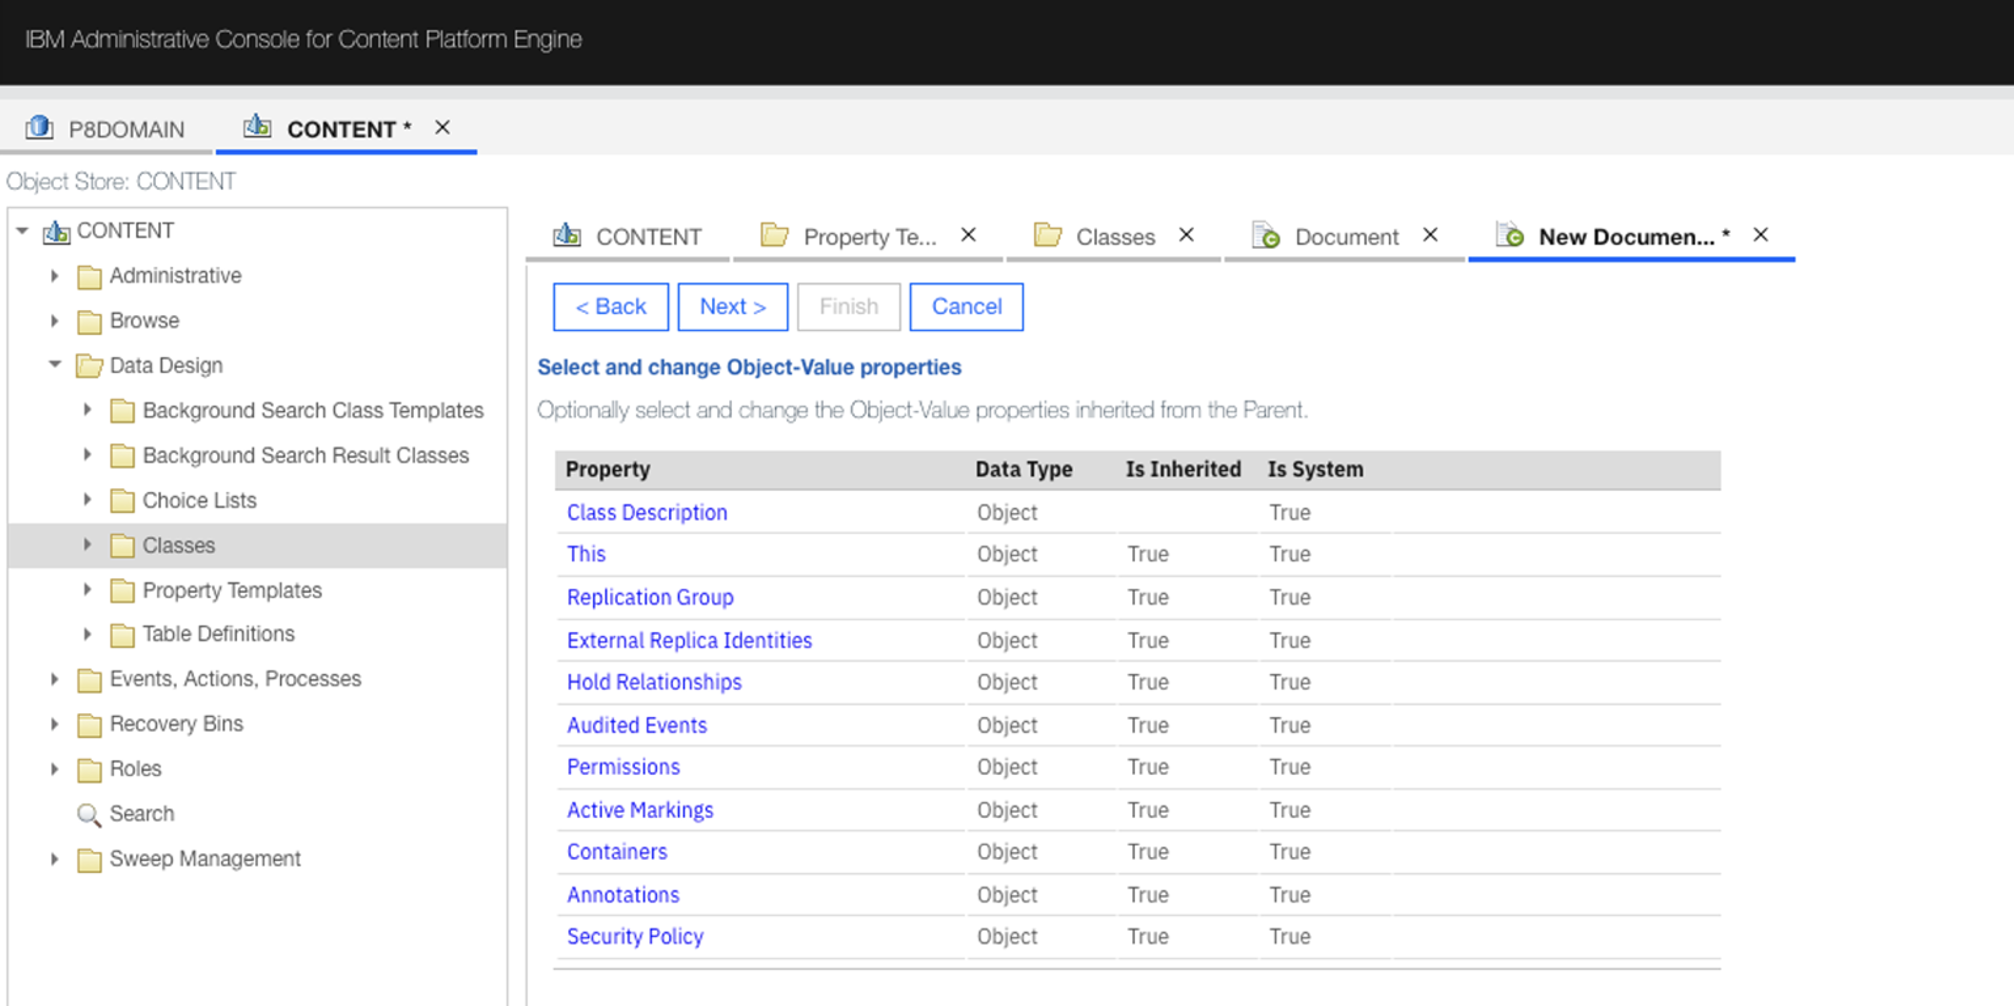 IBM Administrative Console for Content Platform Engine
P8DOMAIN
CONTENT *
Object Store: CONTENT
CONTENT
Administrative
Browse
Data Design
Background Search Class Templates
Background Search Result Classes
Choice Lists
Classes
Property Templates
Table Definitions
Events, Actions, Processes
Recovery Bins
Roles
Search
Sweep Management
CONTENT
Property Te...
Classes
Document
New Documen... *
< Back
Next >
Finish
Cancel
Select and change Object-Value properties
Optionally select and change the Object-Value properties inherited from the Parent.
Property Data Type Is Inherited Is System
Class Description Object True
This Object True True
Replication Group Object True True
External Replica Identities Object True True
Hold Relationships Object True True
Audited Events Object True True
Permissions Object True True
Active Markings Object True True
Containers Object True True
Annotations Object True True
Security Policy Object True True